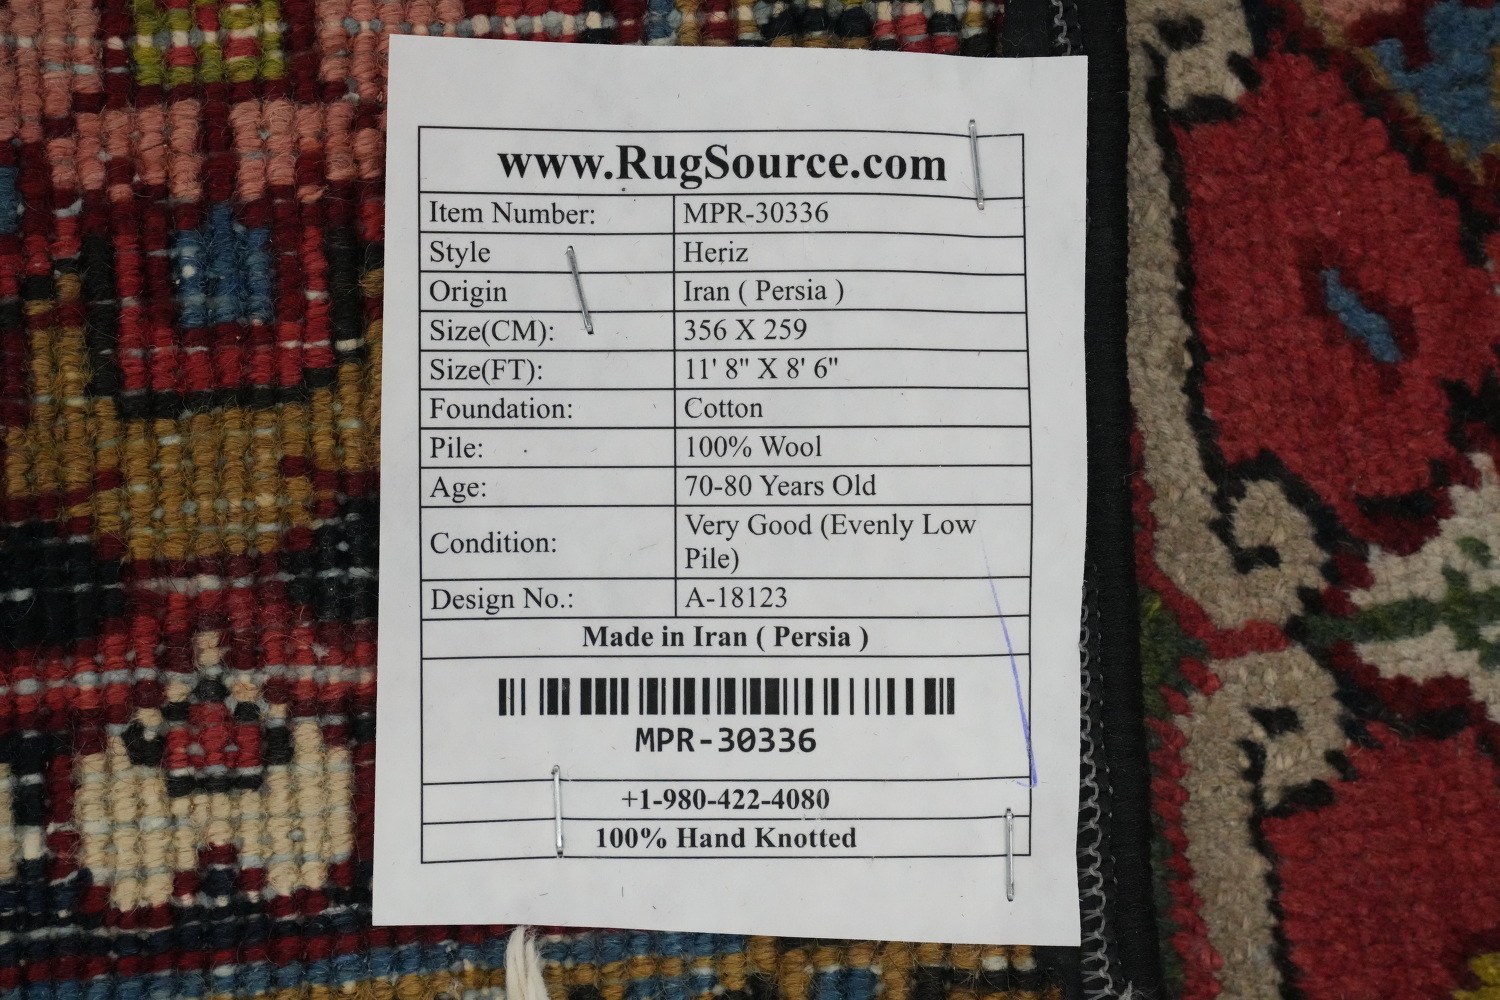 www.RugSource.com
Item Number: MPR-30336
Style Heriz
Origin Iran ( Persia )
Size(CM): 356 X 259
Size(FT): 11' 8" X 8' 6"
Foundation: Cotton
Pile: 100% Wool
Age: 70-80 Years Old
Condition: Very Good (Evenly Low
Pile)
Design No.: A-18123
Made in Iran ( Persia )
MPR-30336
+1-980-422-4080
100% Hand Knotted